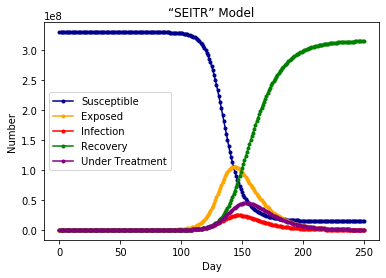 “SEITR” Model
1e8
3.0
2.5
2.0
1.5
1.0
0.5
0.0
Number
Susceptible
Exposed
Infection
Recovery
Under Treatment
0 50 100 150 200 250
Day